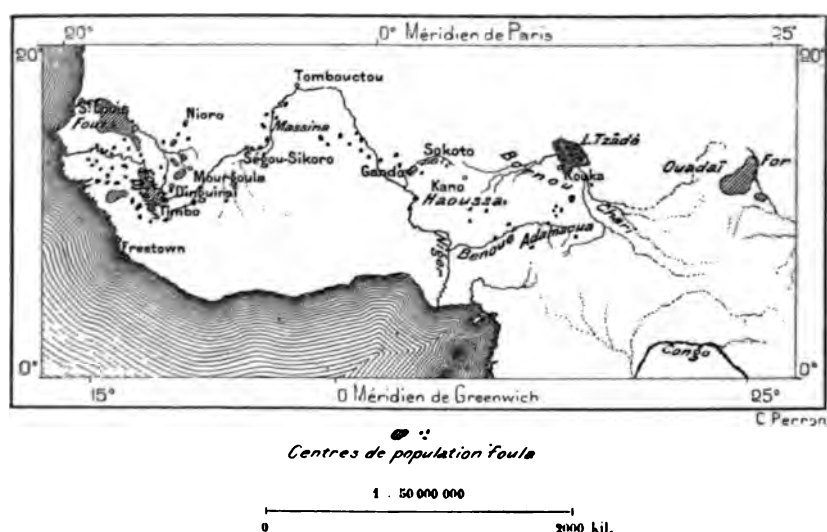 20° 0° Méridien de Paris 25°
20° 20°
Tombouctou
St Louis Nioro
Fouta
Massina
Sokoto L. Tzâdé
Ségou-Sikoro Bornou Ouadaï For
Mourgoula Gando Kouka
Dinguiraï Kano
Haoussa
Timbo Chari
Niger Benoué Adamaoua
Freetown
Congo
0° 0°
15° 0 Méridien de Greenwich 25°
C. Perron
Centres de population Foula
1 : 50 000 000
0 2000 kil.